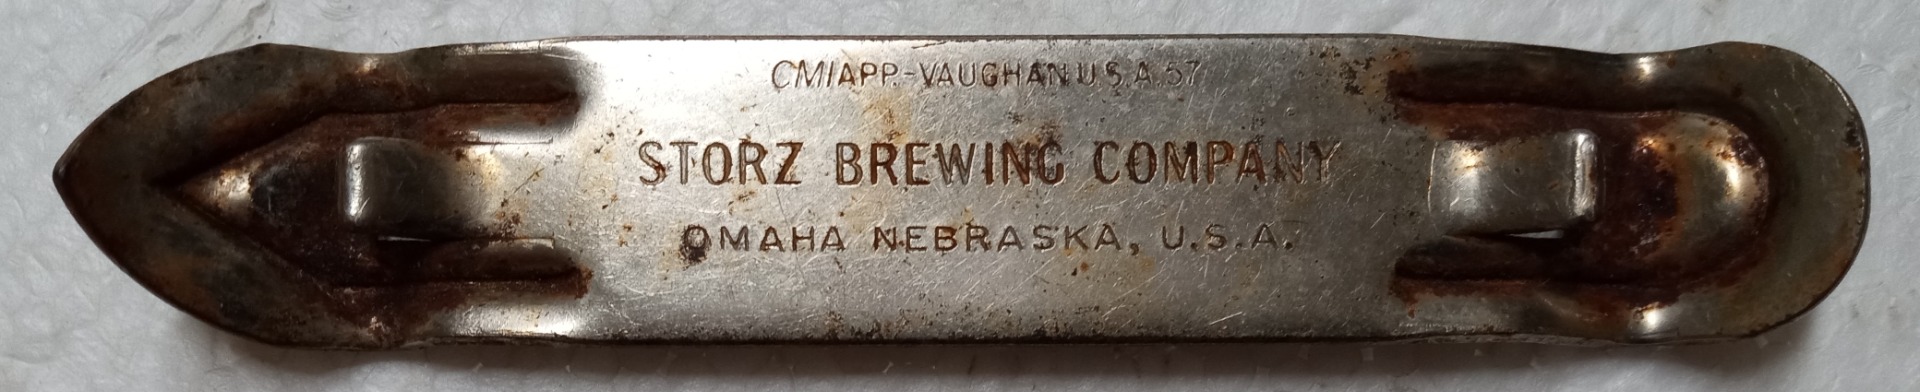 CMIAPP.-VAUGHAN U.S.A. 57
STORZ BREWING COMPANY
OMAHA NEBRASKA, U.S.A.